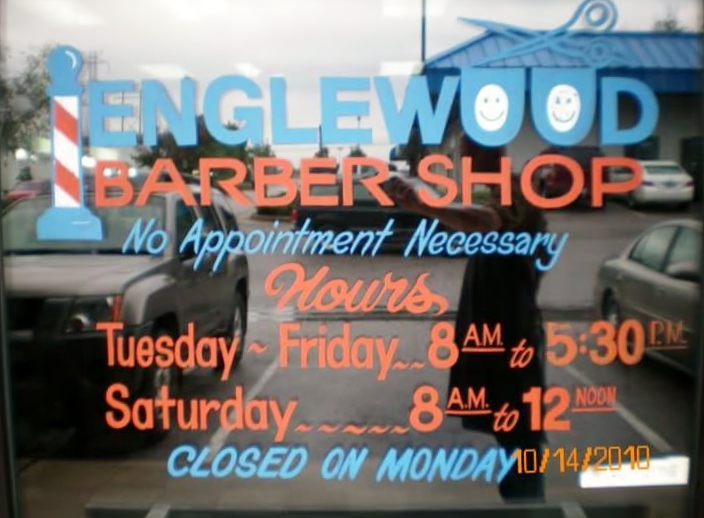 ENGLEWOOD
BARBER SHOP
No Appointment Necessary
Hours
Tuesday ~ Friday... 8 A.M. to 5:30 P.M.
Saturday ~~~~~ 8 A.M. to 12 NOON
CLOSED ON MONDAY
10/14/2010